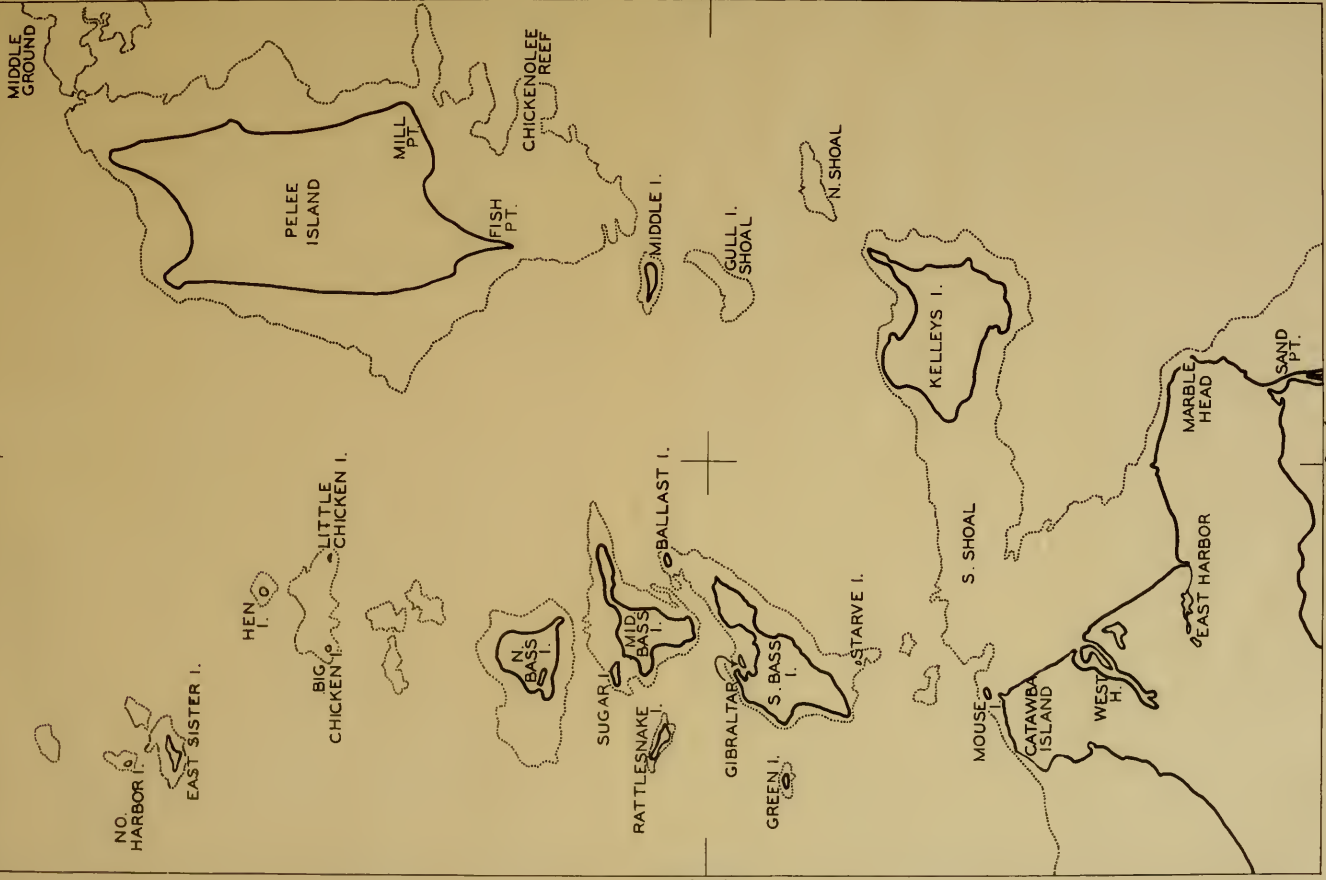 MIDDLE
GROUND
CHICKENOLEE
REEF
MILL
PT.
PELEE
ISLAND
FISH
PT.
N. SHOAL
MIDDLE I.
GULL I.
SHOAL
KELLEYS I.
SAND
PT.
MARBLE
HEAD
LITTLE
CHICKEN I.
BALLAST I.
S. SHOAL
HEN
I.
EAST HARBOR
BIG
CHICKEN I.
N.
BASS
I.
MID.
BASS
I.
STARVE I.
S. BASS
I.
SUGAR I.
GIBRALTAR
WEST
H.
EAST SISTER I.
RATTLESNAKE
I.
MOUSE
I.
CATAWBA
ISLAND
GREEN I.
NO.
HARBOR I.